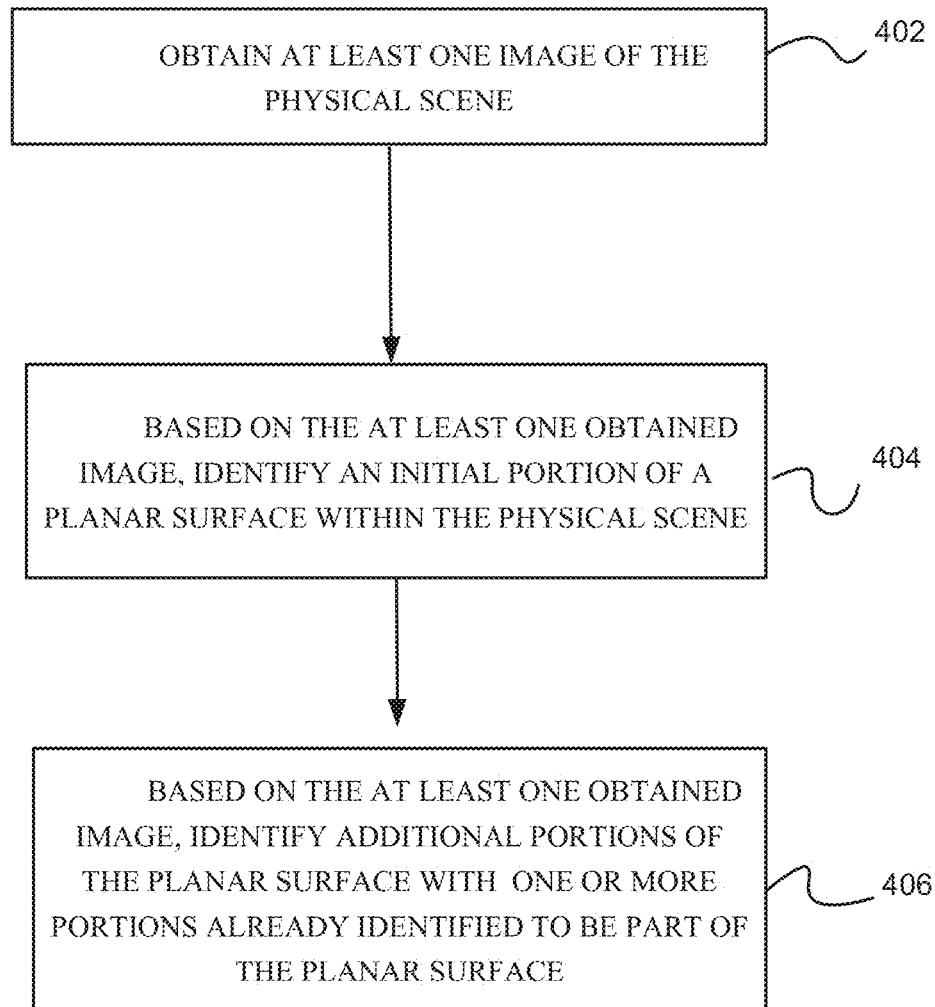 OBTAIN AT LEAST ONE IMAGE OF THE
PHYSICAL SCENE
402
BASED ON THE AT LEAST ONE OBTAINED
IMAGE, IDENTIFY AN INITIAL PORTION OF A
PLANAR SURFACE WITHIN THE PHYSICAL SCENE
404
BASED ON THE AT LEAST ONE OBTAINED
IMAGE, IDENTIFY ADDITIONAL PORTIONS OF
THE PLANAR SURFACE WITH ONE OR MORE
PORTIONS ALREADY IDENTIFIED TO BE PART OF
THE PLANAR SURFACE
406